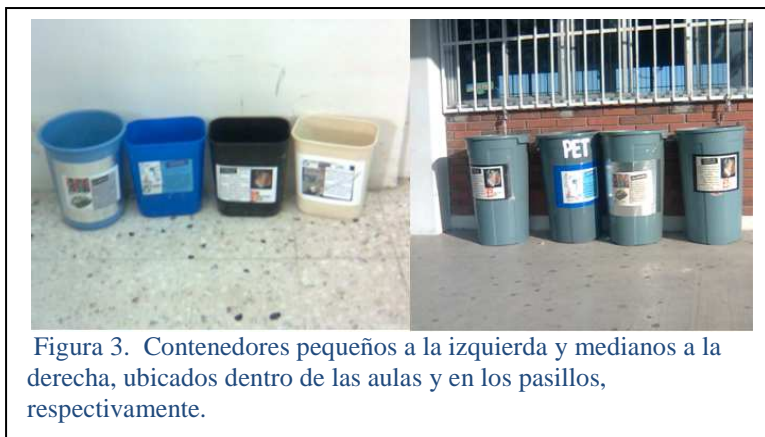 PET
Figura 3. Contenedores pequeños a la izquierda y medianos a la
derecha, ubicados dentro de las aulas y en los pasillos,
respectivamente.